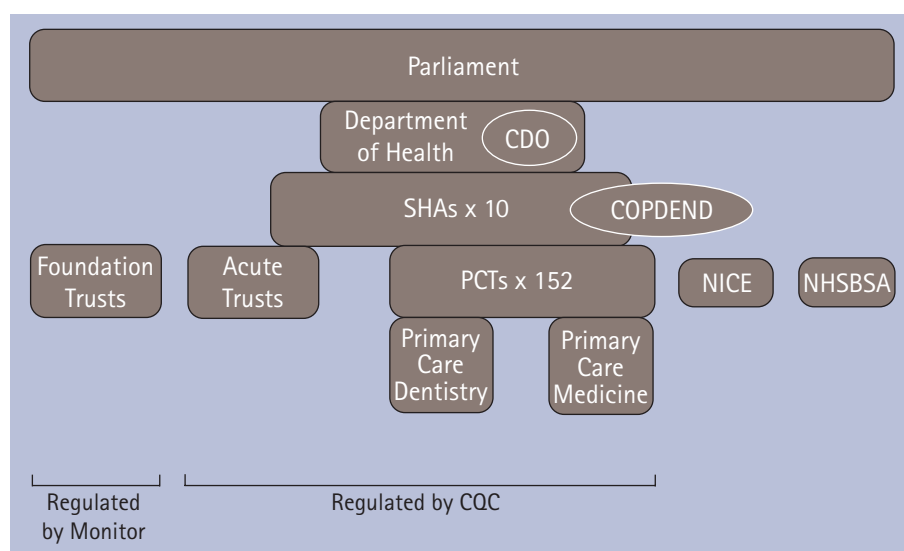 Parliament
Department
of Health
CDO
SHAs x 10
COPDEND
Foundation
Trusts
Acute
Trusts
PCTs x 152
NICE
NHSBSA
Primary
Care
Dentistry
Primary
Care
Medicine
Regulated
by Monitor
Regulated by CQC